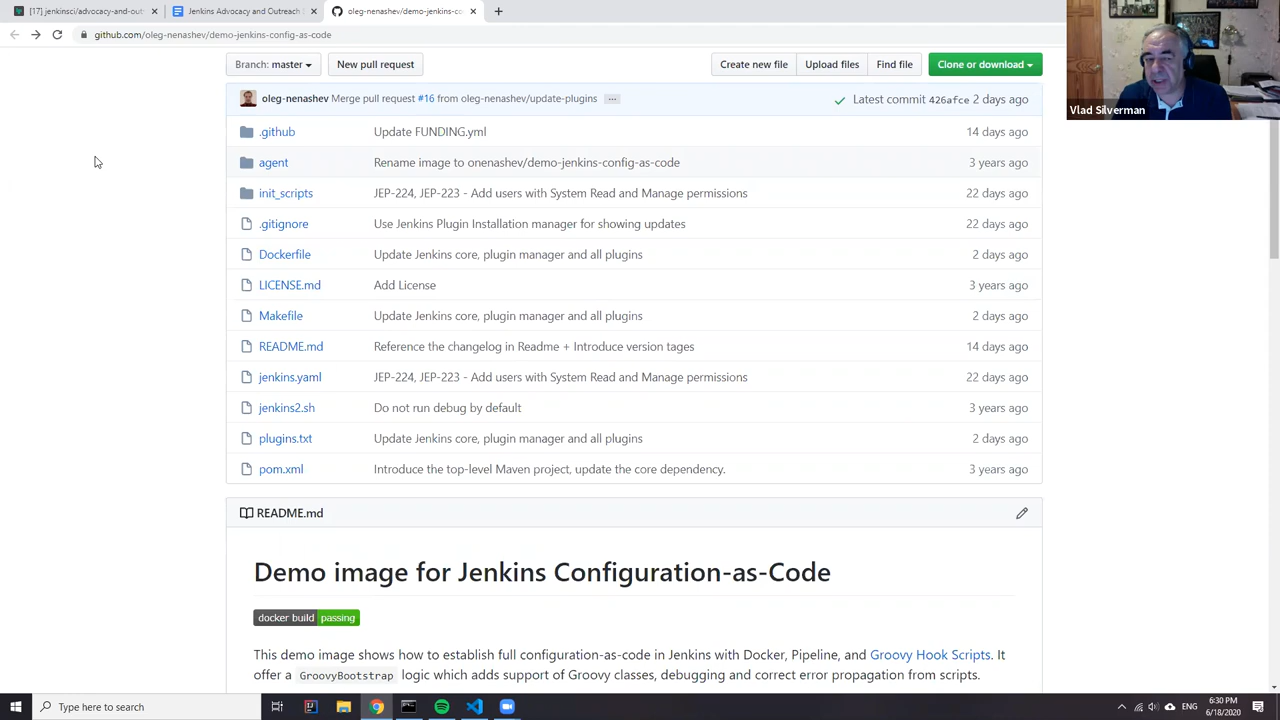 [17] jenkinsci/advocacy-and-out
Jenkins Advocacy and Outreach
oleg-nenashev/demo-jenkins-co
github.com/oleg-nenashev/demo-jenkins-config-as-code
Branch: master
New pull request
Create new file
Upload files
Find file
Clone or download
oleg-nenashev Merge pull request #16 from oleg-nenashev/update-plugins ...
Latest commit 426afce 2 days ago
.github Update FUNDING.yml 14 days ago
agent Rename image to onenashev/demo-jenkins-config-as-code 3 years ago
init_scripts JEP-224, JEP-223 - Add users with System Read and Manage permissions 22 days ago
.gitignore Use Jenkins Plugin Installation manager for showing updates 22 days ago
Dockerfile Update Jenkins core, plugin manager and all plugins 2 days ago
LICENSE.md Add License 3 years ago
Makefile Update Jenkins core, plugin manager and all plugins 2 days ago
README.md Reference the changelog in Readme + Introduce version tages 14 days ago
jenkins.yaml JEP-224, JEP-223 - Add users with System Read and Manage permissions 22 days ago
jenkins2.sh Do not run debug by default 3 years ago
plugins.txt Update Jenkins core, plugin manager and all plugins 2 days ago
pom.xml Introduce the top-level Maven project, update the core dependency. 3 years ago
README.md
Demo image for Jenkins Configuration-as-Code
docker build passing
This demo image shows how to establish full configuration-as-code in Jenkins with Docker, Pipeline, and Groovy Hook Scripts. It
offer a GroovyBootstrap logic which adds support of Groovy classes, debugging and correct error propagation from scripts.
Vlad Silverman
Type here to search
ENG
6:30 PM
6/18/2020